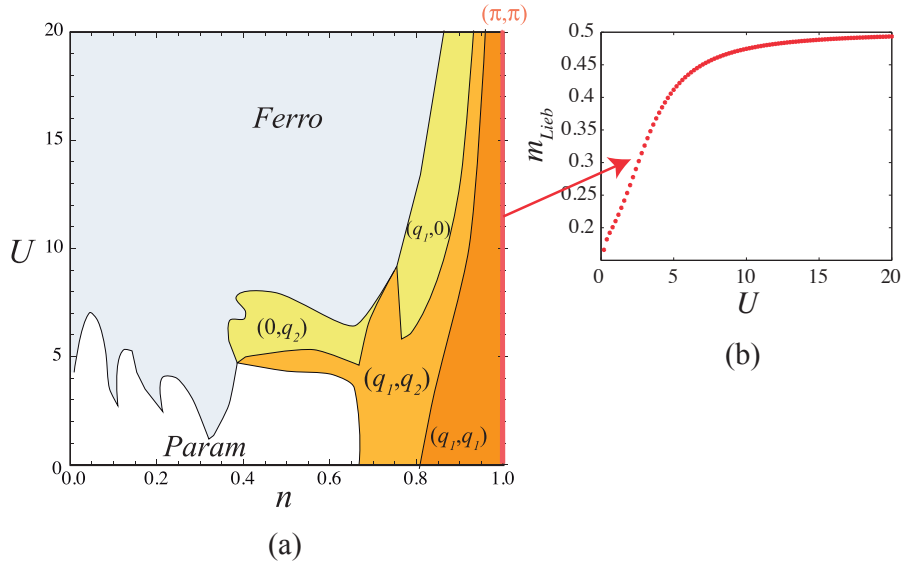 (π,π)
20
15
10
5
0
U
Ferro
(q₁,0)
(0,q₂)
(q₁,q₂)
(q₁,q₁)
Param
0.0 0.2 0.4 0.6 0.8 1.0
n
(a)
0.5
0.45
0.4
0.35
0.3
0.25
0.2
m_Lieb
0 5 10 15 20
U
(b)